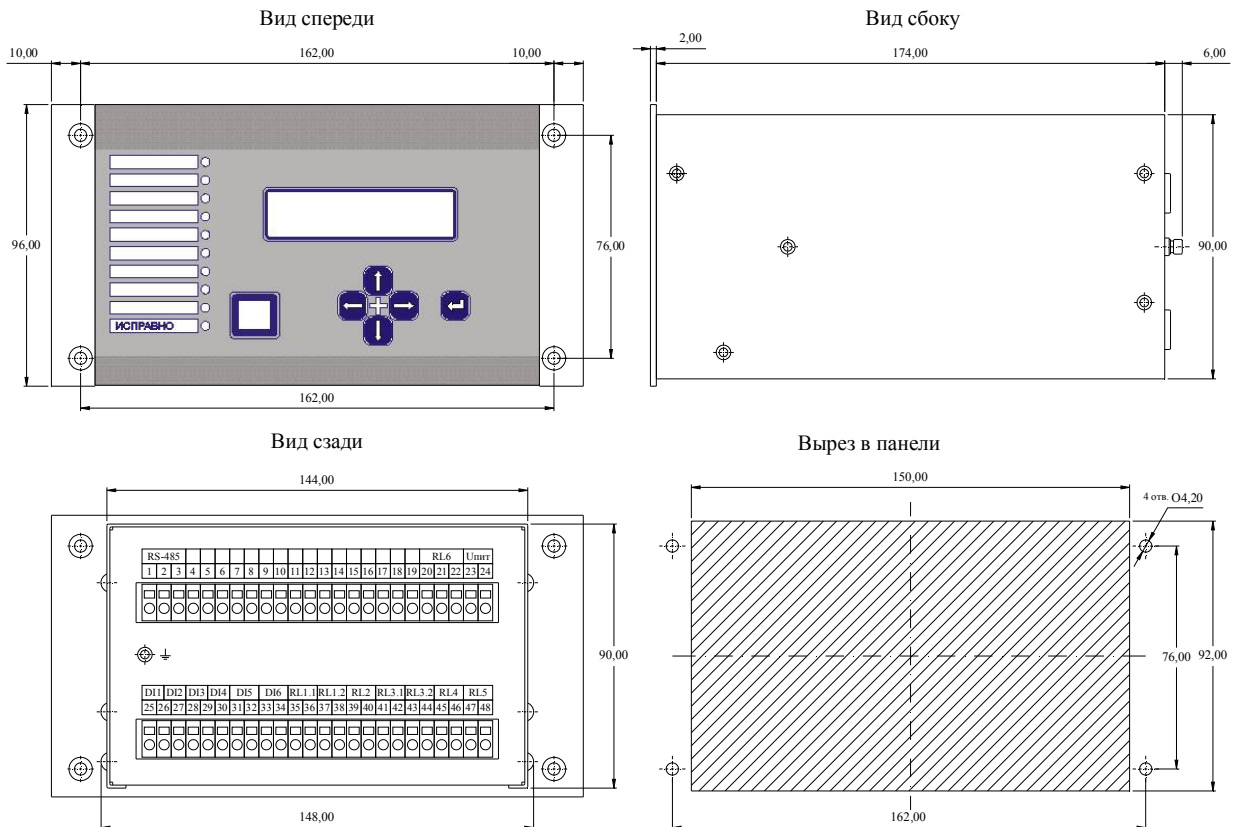 Вид спереди
Вид сбоку
10,00 162,00 10,00
2,00 174,00 6,00
96,00
76,00
90,00
ИСПРАВНО
162,00
Вид сзади
Вырез в панели
144,00
150,00
4 отв. O4,20
RS-485 RL6 Uпит
1 2 3 4 5 6 7 8 9 10 11 12 13 14 15 16 17 18 19 20 21 22 23 24
90,00
76,00 92,00
DI1 DI2 DI3 DI4 DI5 DI6 RL1.1 RL1.2 RL2 RL3.1 RL3.2 RL4 RL5
25 26 27 28 29 30 31 32 33 34 35 36 37 38 39 40 41 42 43 44 45 46 47 48
148,00
162,00